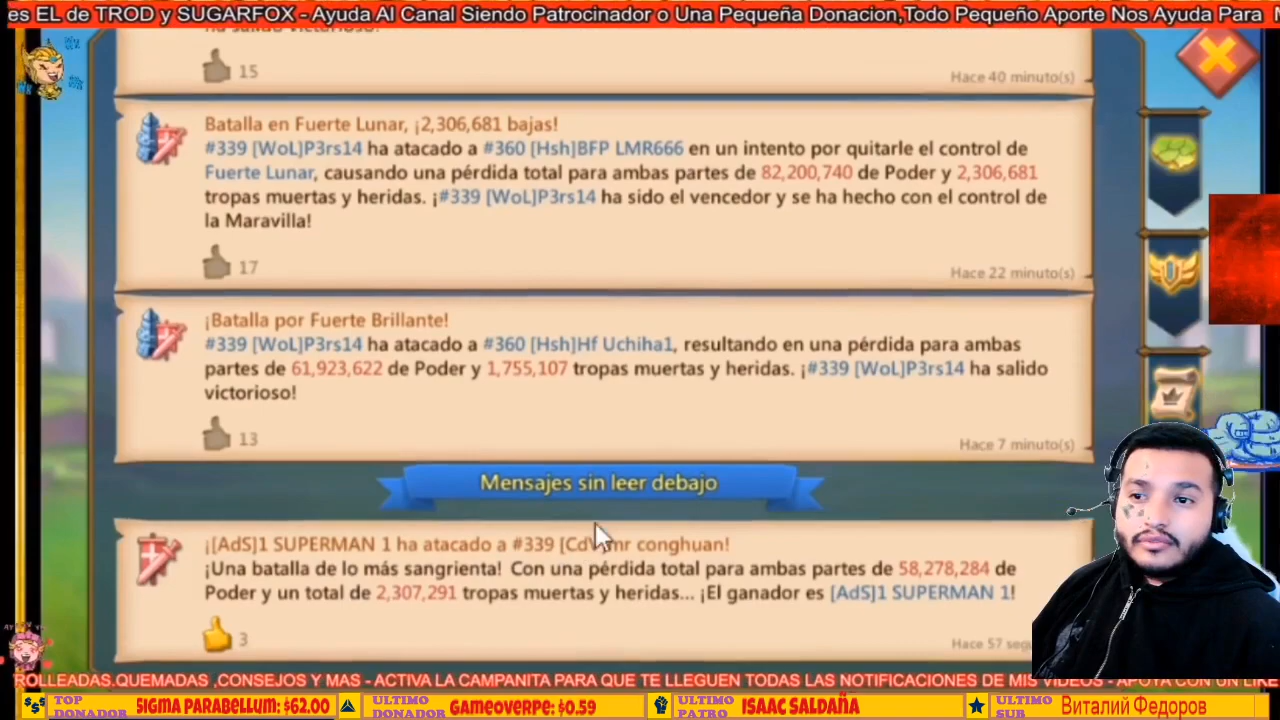 es EL de TROD y SUGARFOX - Ayuda Al Canal Siendo Patrocinador o Una Pequeña Donacion,Todo Pequeño Aporte Nos Ayuda Para
15
Hace 40 minuto(s)
Batalla en Fuerte Lunar, ¡2,306,681 bajas!
#339 [WoL]P3rs14 ha atacado a #360 [Hsh]BFP LMR666 en un intento por quitarle el control de
Fuerte Lunar, causando una pérdida total para ambas partes de 82,200,740 de Poder y 2,306,681
tropas muertas y heridas. ¡#339 [WoL]P3rs14 ha sido el vencedor y se ha hecho con el control de
la Maravilla!
17
Hace 22 minuto(s)
¡Batalla por Fuerte Brillante!
#339 [WoL]P3rs14 ha atacado a #360 [Hsh]Hf Uchiha1, resultando en una pérdida para ambas
partes de 61,923,622 de Poder y 1,755,107 tropas muertas y heridas. ¡#339 [WoL]P3rs14 ha salido
victorioso!
13
Hace 7 minuto(s)
Mensajes sin leer debajo
¡[AdS]1 SUPERMAN 1 ha atacado a #339 conghuan!
¡Una batalla de lo más sangrienta! Con una pérdida total para ambas partes de 58,278,284 de
Poder y un total de 2,307,291 tropas muertas y heridas... ¡El ganador es [AdS]1 SUPERMAN 1!
3
Hace 57 seg
ROLLEADAS,QUEMADAS ,CONSEJOS Y MAS - ACTIVA LA CAMPANITA PARA QUE TE LLEGUEN TODAS LAS NOTIFICACIONES DE MIS VIDEOS - APOYA CON UN LIKE
$$$ TOP DONADOR SIGMA PARABELLUM: $62.00 ULTIMO DONADOR GAMEOVERPE: $0.59 ULTIMO PATRO ISAAC SALDAÑA ULTIMO SUB Виталий Федоров